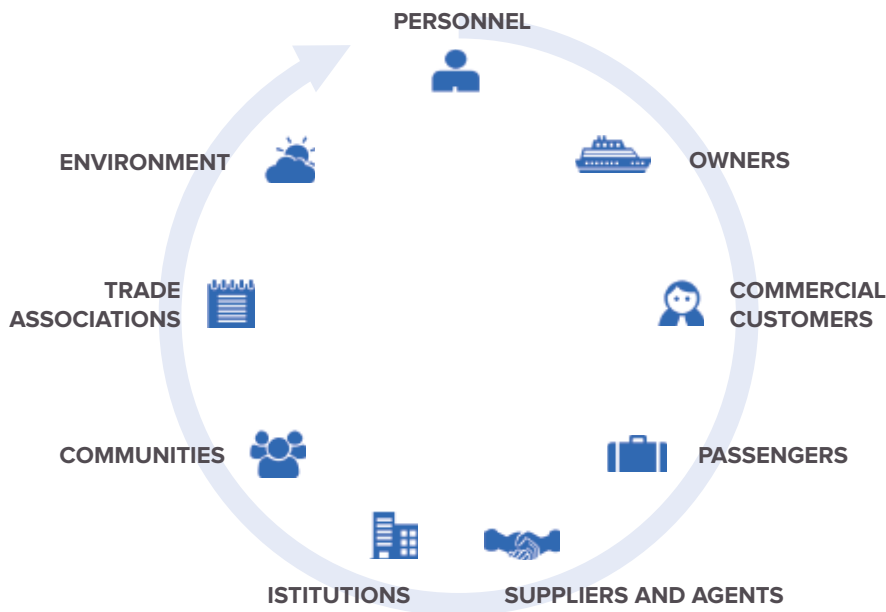 PERSONNEL
OWNERS
COMMERCIAL
CUSTOMERS
PASSENGERS
SUPPLIERS AND AGENTS
ISTITUTIONS
COMMUNITIES
TRADE
ASSOCIATIONS
ENVIRONMENT